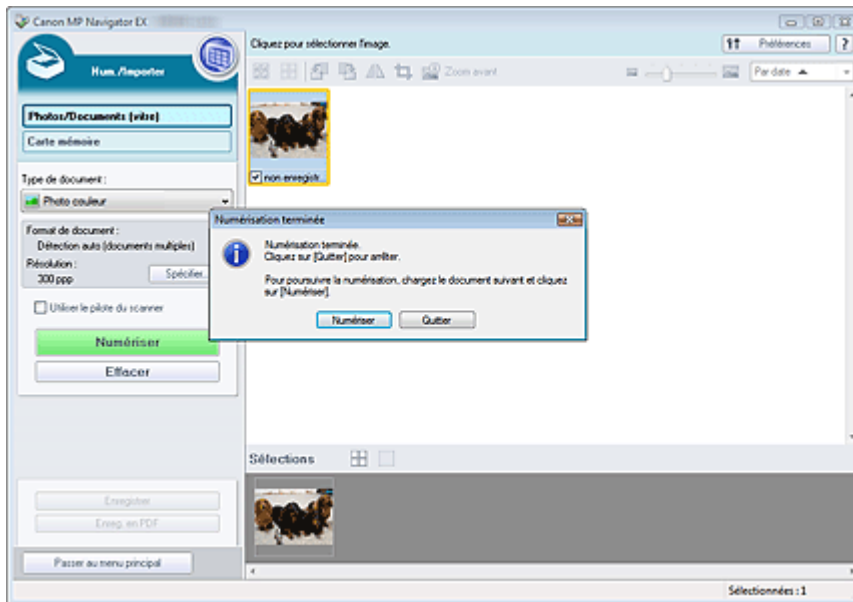 Canon MP Navigator EX
Cliquez pour sélectionner l'image.
Préférences
?
Num./Importer
Zoom avant
Par date
Photos/Documents (vitre)
Carte mémoire
non enregistr...
Type de document :
Photo couleur
Format de document :
Détection auto (documents multiples)
Résolution :
300 ppp
Spécifier...
Utiliser le pilote du scanner
Numériser
Effacer
Numérisation terminée
Numérisation terminée.
Cliquez sur [Quitter] pour arrêter.
Pour poursuivre la numérisation, chargez le document suivant et cliquez
sur [Numériser].
Numériser
Quitter
Sélections
Enregistrer
Enreg. en PDF
Passer au menu principal
Sélectionnées : 1